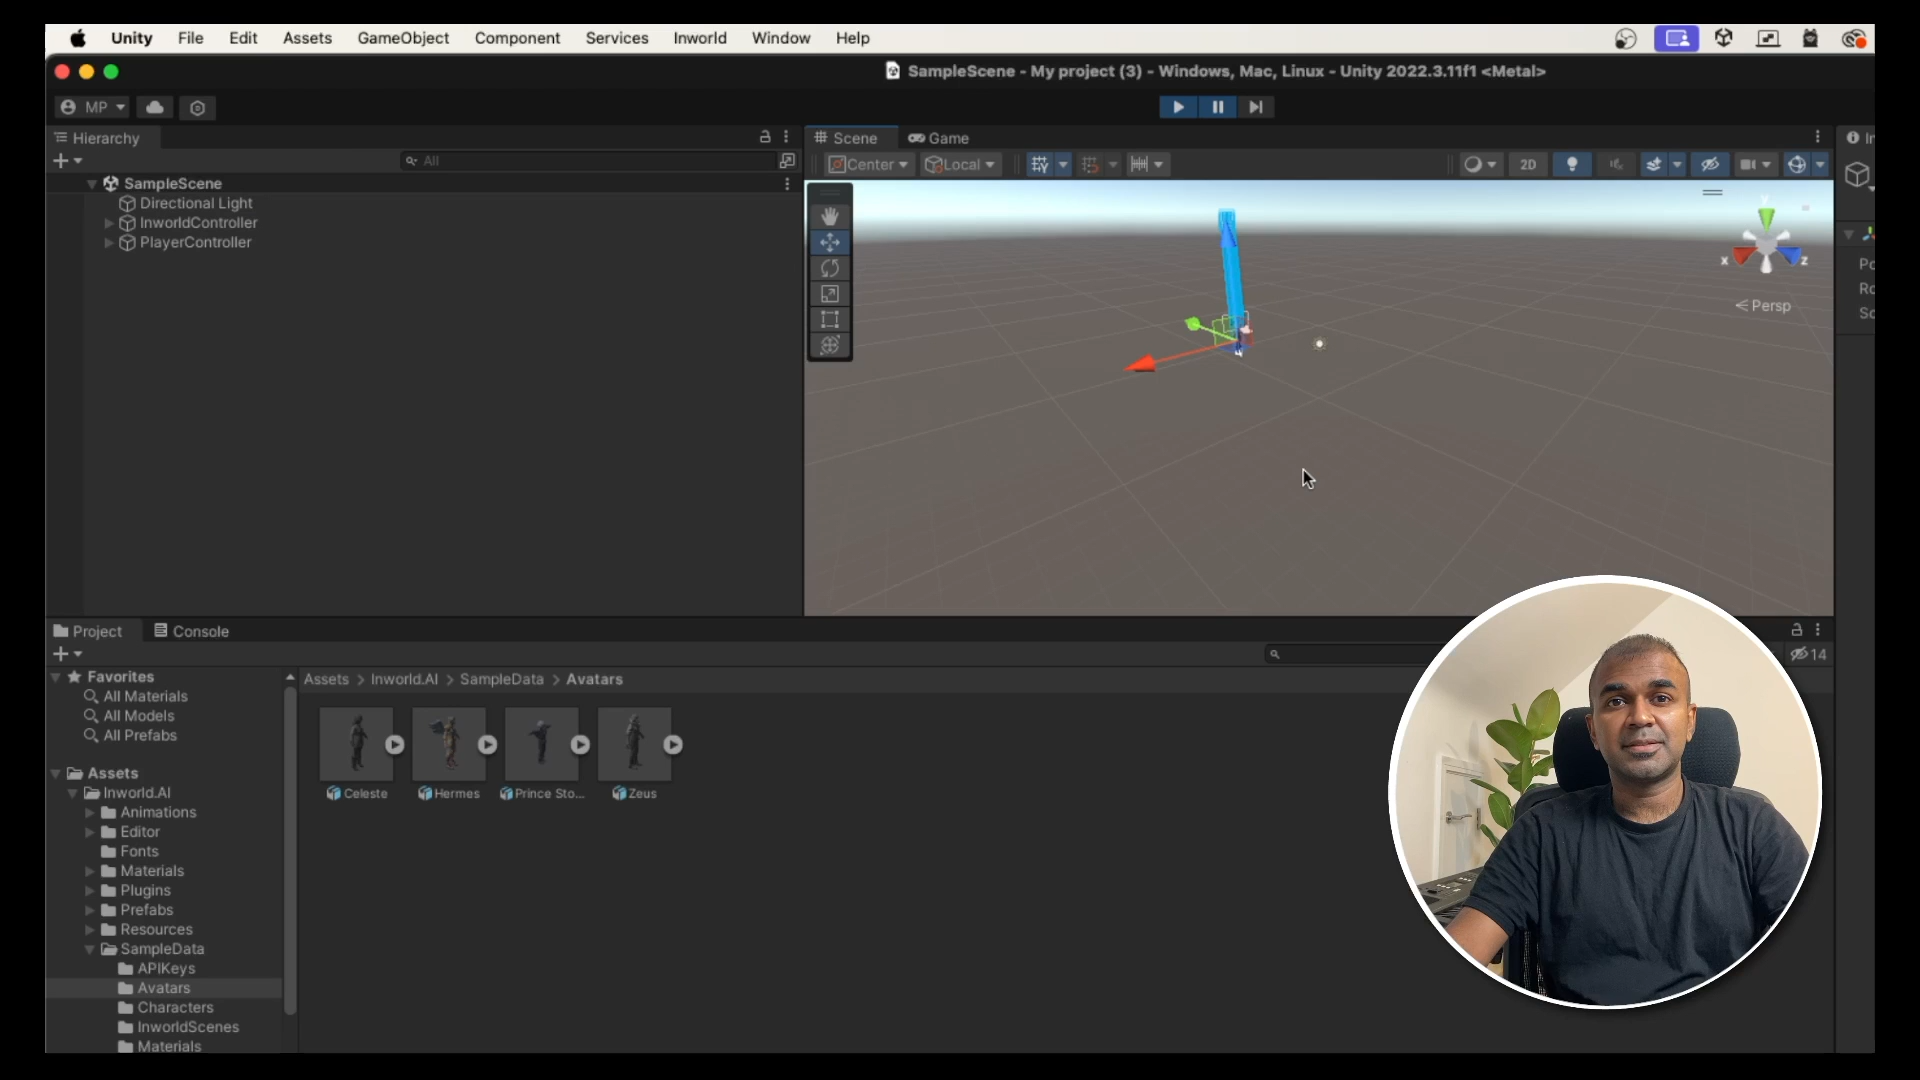 Unity File Edit Assets GameObject Component Services Inworld Window Help
SampleScene - My project (3) - Windows, Mac, Linux - Unity 2022.3.11f1 <Metal>
MP
Hierarchy
All
SampleScene
Directional Light
InworldController
PlayerController
Scene Game
Center Local 2D
y
x z
Persp
Project Console
14
Favorites
All Materials
All Models
All Prefabs
Assets
Inworld.AI
Animations
Editor
Fonts
Materials
Plugins
Prefabs
Resources
SampleData
APIKeys
Avatars
Characters
InworldScenes
Materials
Assets > Inworld.AI > SampleData > Avatars
Celeste Hermes Prince Sto... Zeus